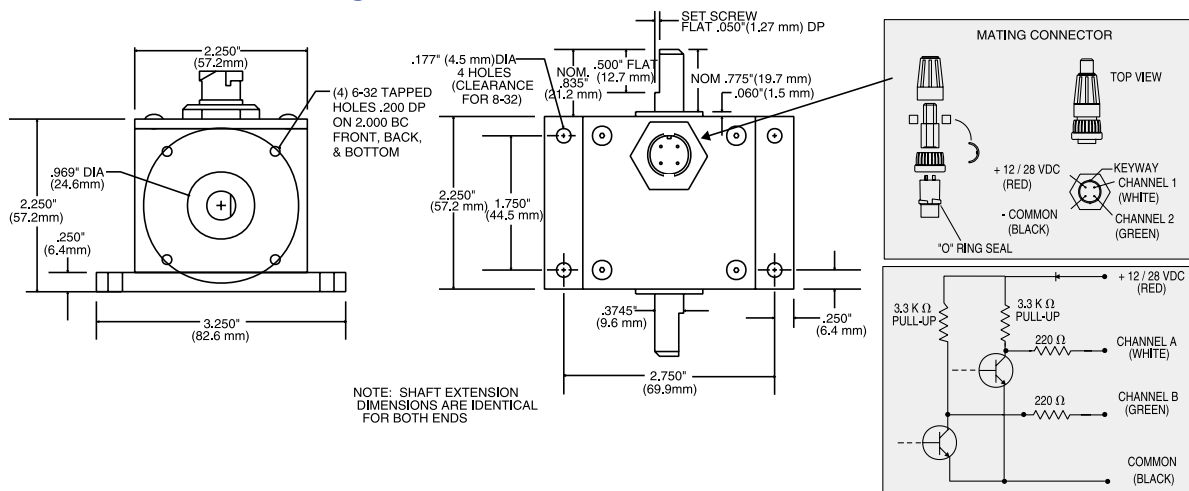 2.250"
(57.2mm)
(4) 6-32 TAPPED
HOLES .200 DP
ON 2.000 BC
FRONT, BACK,
& BOTTOM
.969" DIA
(24.6mm)
2.250"
(57.2mm)
.250"
(6.4mm)
3.250"
(82.6 mm)
SET SCREW
FLAT .050"(1.27 mm) DP
.177" (4.5 mm)DIA
4 HOLES
(CLEARANCE
FOR 8-32)
NOM.
.835"
(21.2 mm)
.500" FLAT
(12.7 mm)
NOM .775"(19.7 mm)
.060"(1.5 mm)
2.250"
(57.2 mm)
1.750"
(44.5 mm)
.3745"
(9.6 mm)
.250"
(6.4 mm)
2.750"
(69.9mm)
NOTE: SHAFT EXTENSION
DIMENSIONS ARE IDENTICAL
FOR BOTH ENDS
MATING CONNECTOR
TOP VIEW
+ 12 / 28 VDC
(RED)
- COMMON
(BLACK)
KEYWAY
CHANNEL 1
(WHITE)
CHANNEL 2
(GREEN)
"O" RING SEAL
+ 12 / 28 VDC
(RED)
3.3 K Ω
PULL-UP
3.3 K Ω
PULL-UP
220 Ω
CHANNEL A
(WHITE)
220 Ω
CHANNEL B
(GREEN)
COMMON
(BLACK)